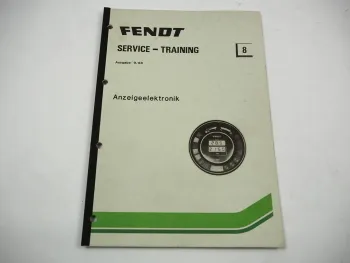 FENDT
SERVICE - TRAINING
8
Anzeigeelektronik